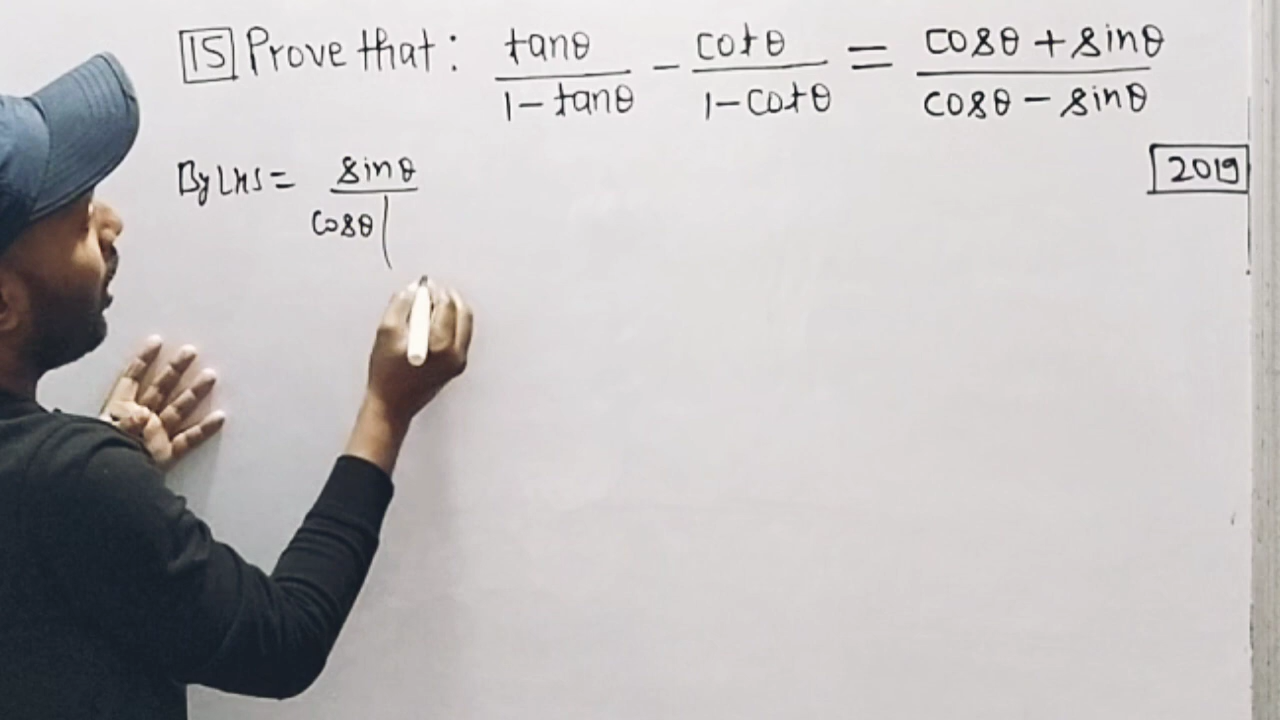 15 Prove that : tanθ/1-tanθ - cotθ/1-cotθ = cosθ+sinθ/cosθ-sinθ
2019
By LHS = sinθ/cosθ(